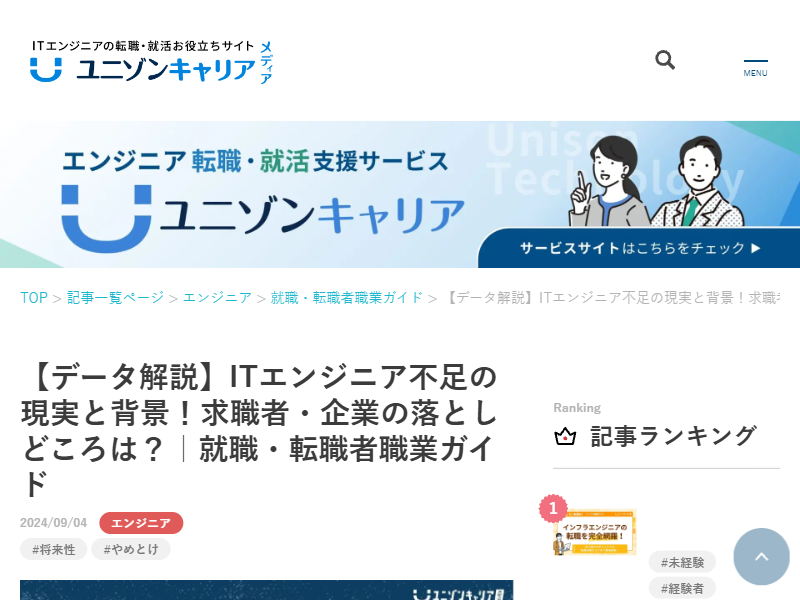 ITエンジニアの転職・就活お役立ちサイト
ユニゾンキャリア
メディア
MENU
Unison
Technology
エンジニア転職・就活支援サービス
ユニゾンキャリア
サービスサイトはこちらをチェック ▶
TOP > 記事一覧ページ > エンジニア > 就職・転職者職業ガイド > 【データ解説】ITエンジニア不足の現実と背景！求職
【データ解説】ITエンジニア不足の
現実と背景！求職者・企業の落とし
どころは？｜就職・転職者職業ガイ
ド
2024/09/04 エンジニア
#将来性 #やめとけ
Ranking
記事ランキング
1
インフラエンジニアの
転職を完全網羅！
#未経験
#経験者